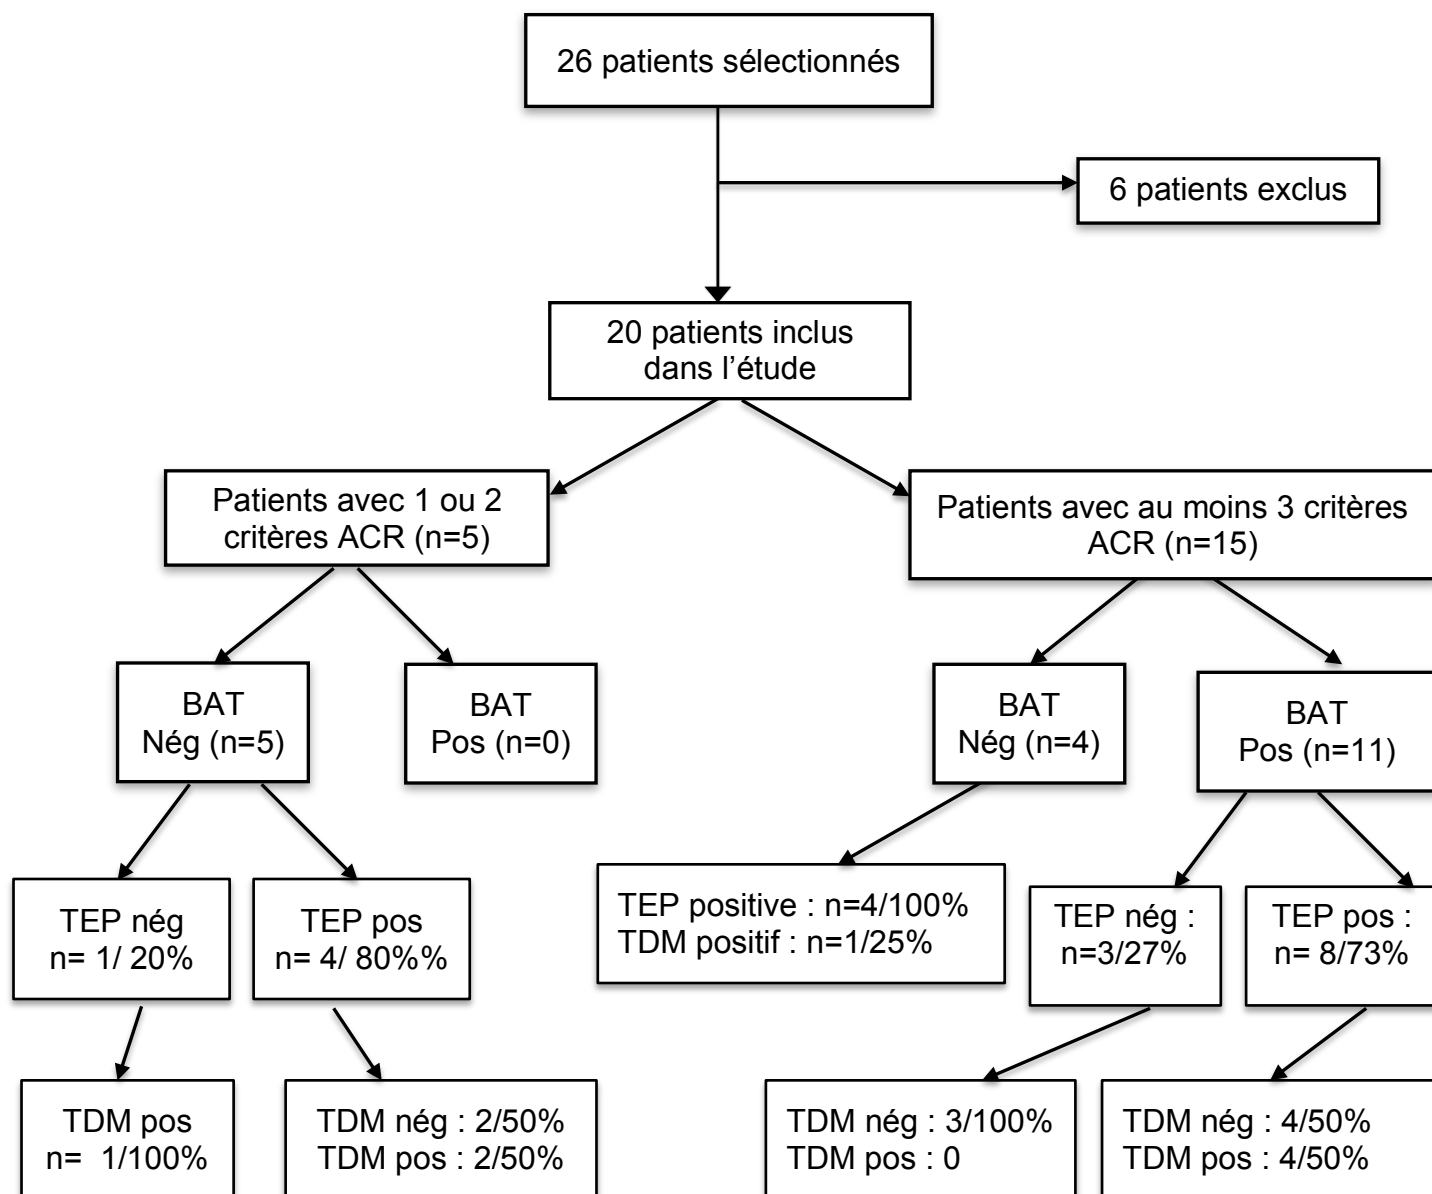 26 patients sélectionnés
6 patients exclus
20 patients inclus
dans l’étude
Patients avec 1 ou 2
critères ACR (n=5)
Patients avec au moins 3 critères
ACR (n=15)
BAT
Nég (n=5)
BAT
Pos (n=0)
BAT
Nég (n=4)
BAT
Pos (n=11)
TEP nég
n= 1/ 20%
TEP pos
n= 4/ 80%%
TEP positive : n=4/100%
TDM positif : n=1/25%
TEP nég :
n=3/27%
TEP pos :
n= 8/73%
TDM pos
n=  1/100%
TDM nég : 2/50%
TDM pos : 2/50%
TDM nég : 3/100%
TDM pos : 0
TDM nég : 4/50%
TDM pos : 4/50%